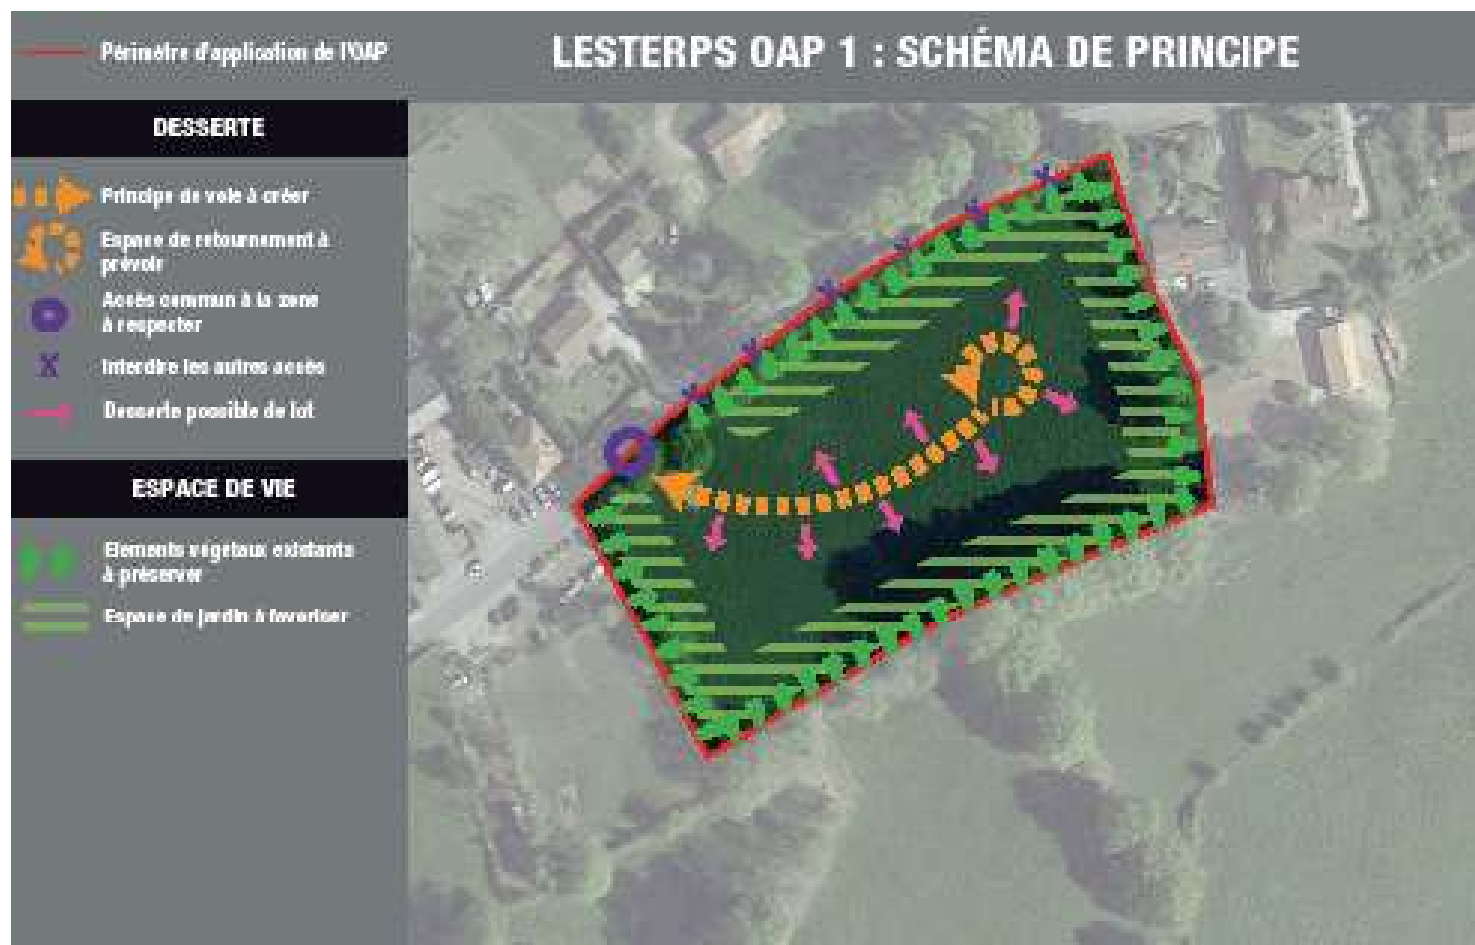 Périmètre d'application de l'OAP
LESTERPS OAP 1 : SCHÉMA DE PRINCIPE
DESSERTE
Principe de voie à créer
Espace de retournement à
prévoir
Accès commun à la zone
à respecter
X
Interdire les autres accès
Desserte possible de lot
ESPACE DE VIE
Elements végétaux existants
à préserver
Espace de jardin à favoriser